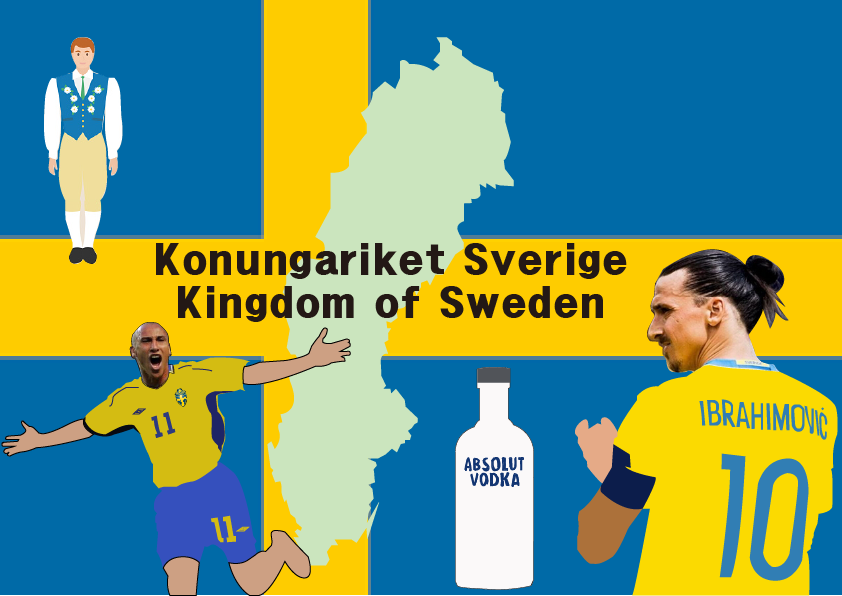 Konungariket Sverige
Kingdom of Sweden
11
11
ABSOLUT
VODKA
IBRAHIMOVIĆ
10